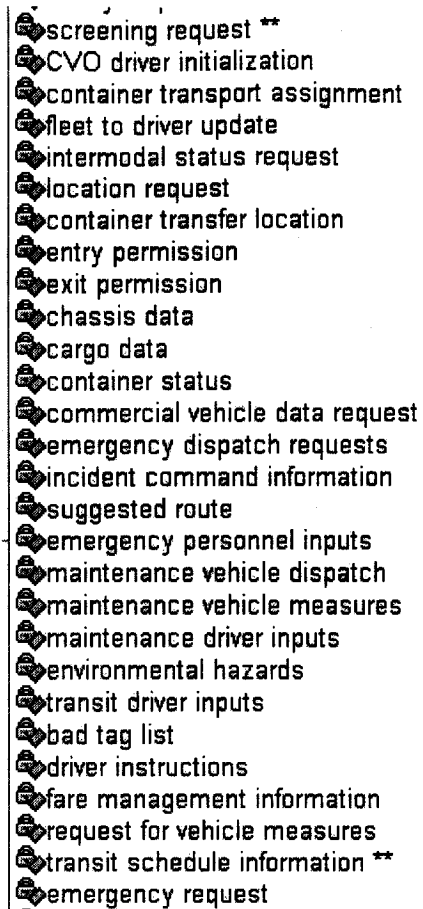 screening request **
CVO driver initialization
container transport assignment
fleet to driver update
intermodal status request
location request
container transfer location
entry permission
exit permission
chassis data
cargo data
container status
commercial vehicle data request
emergency dispatch requests
incident command information
suggested route
emergency personnel inputs
maintenance vehicle dispatch
maintenance vehicle measures
maintenance driver inputs
environmental hazards
transit driver inputs
bad tag list
driver instructions
fare management information
request for vehicle measures
transit schedule information **
emergency request